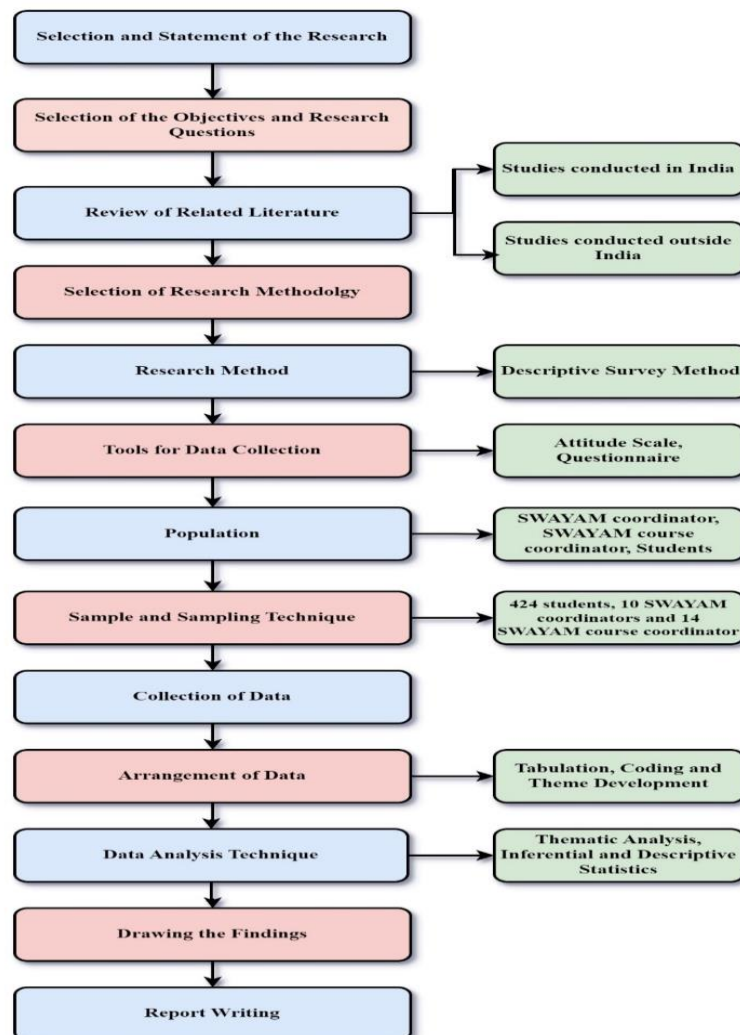 Selection and Statement of the Research
Selection of the Objectives and Research
Questions
Studies conducted in India
Review of Related Literature
Studies conducted outside
India
Selection of Research Methodolgy
Research Method
Descriptive Survey Method
Tools for Data Collection
Attitude Scale,
Questionnaire
Population
SWAYAM coordinator,
SWAYAM course
coordinator, Students
Sample and Sampling Technique
424 students, 10 SWAYAM
coordinators and 14
SWAYAM course coordinator
Collection of Data
Arrangement of Data
Tabulation, Coding and
Theme Development
Data Analysis Technique
Thematic Analysis,
Inferential and Descriptive
Statistics
Drawing the Findings
Report Writing